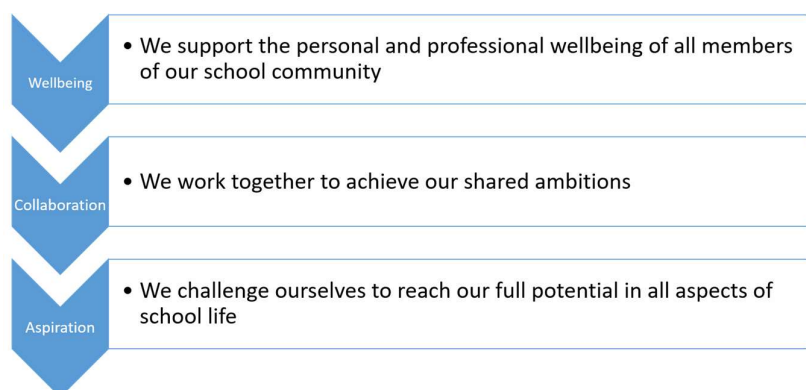 Wellbeing
• We support the personal and professional wellbeing of all members
of our school community
Collaboration
• We work together to achieve our shared ambitions
Aspiration
• We challenge ourselves to reach our full potential in all aspects of
school life